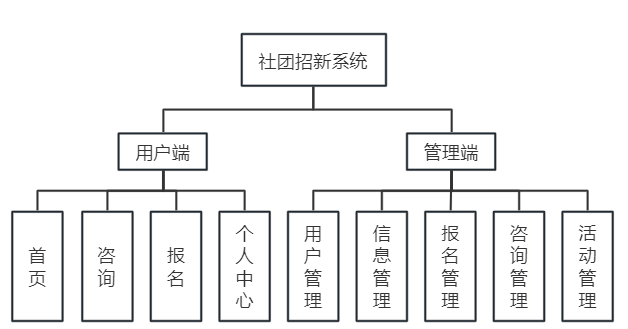 社团招新系统
用户端
管理端
首页
咨询
报名
个人中心
用户管理
信息管理
报名管理
咨询管理
活动管理